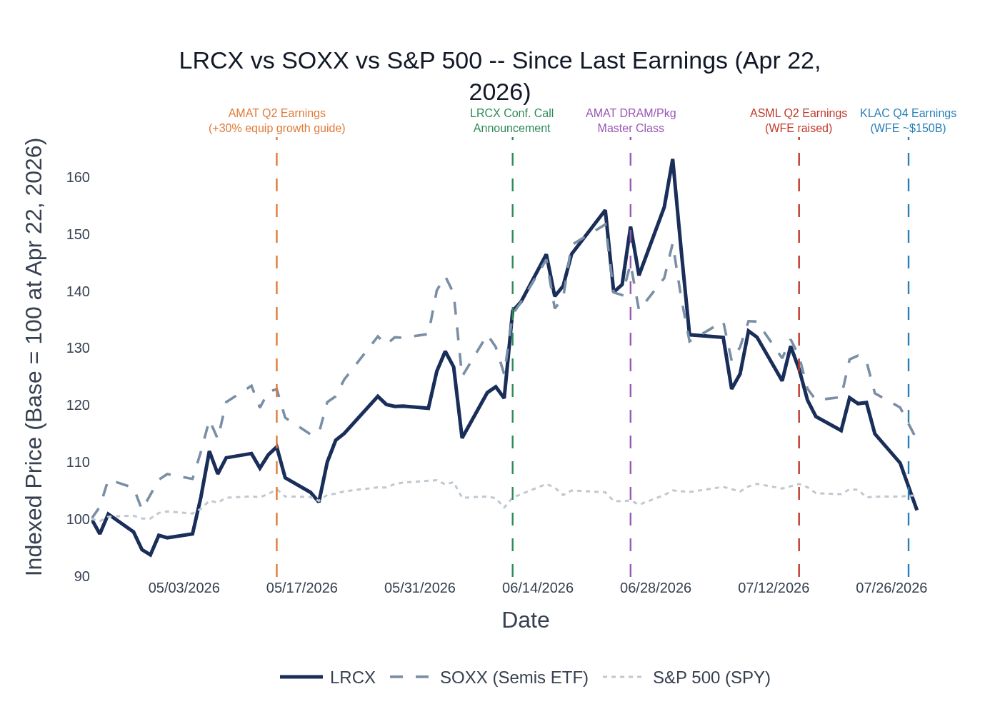 LRCX vs SOXX vs S&P 500 -- Since Last Earnings (Apr 22,
2026)
AMAT Q2 Earnings
(+30% equip growth guide)
LRCX Conf. Call
Announcement
AMAT DRAM/Pkg
Master Class
ASML Q2 Earnings
(WFE raised)
KLAC Q4 Earnings
(WFE ~$150B)
Indexed Price (Base = 100 at Apr 22, 2026)
160
150
140
130
120
110
100
90
05/03/2026
05/17/2026
05/31/2026
06/14/2026
06/28/2026
07/12/2026
07/26/2026
Date
LRCX
SOXX (Semis ETF)
S&P 500 (SPY)